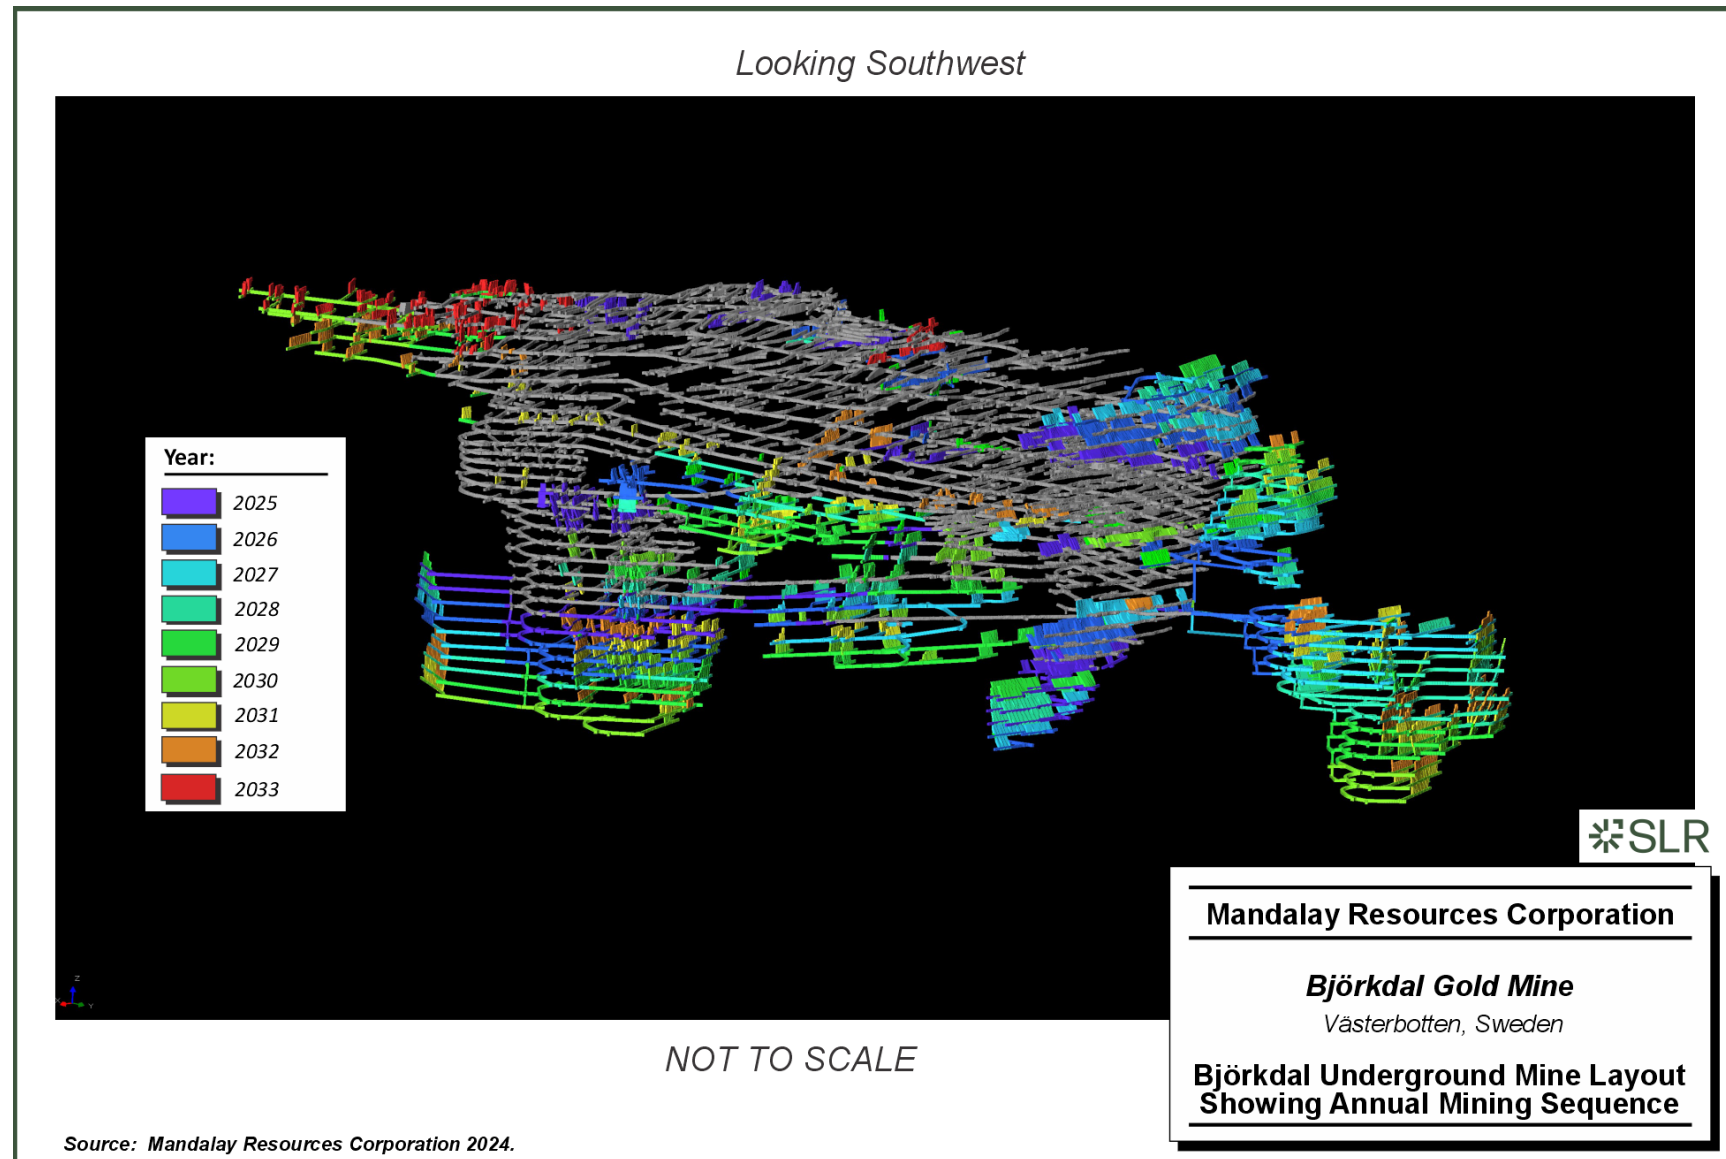 Looking Southwest
Year:
2025
2026
2027
2028
2029
2030
2031
2032
2033
Z
X
Y
SLR
Mandalay Resources Corporation
Björkdal Gold Mine
Västerbotten, Sweden
Björkdal Underground Mine Layout
Showing Annual Mining Sequence
NOT TO SCALE
Source: Mandalay Resources Corporation 2024.